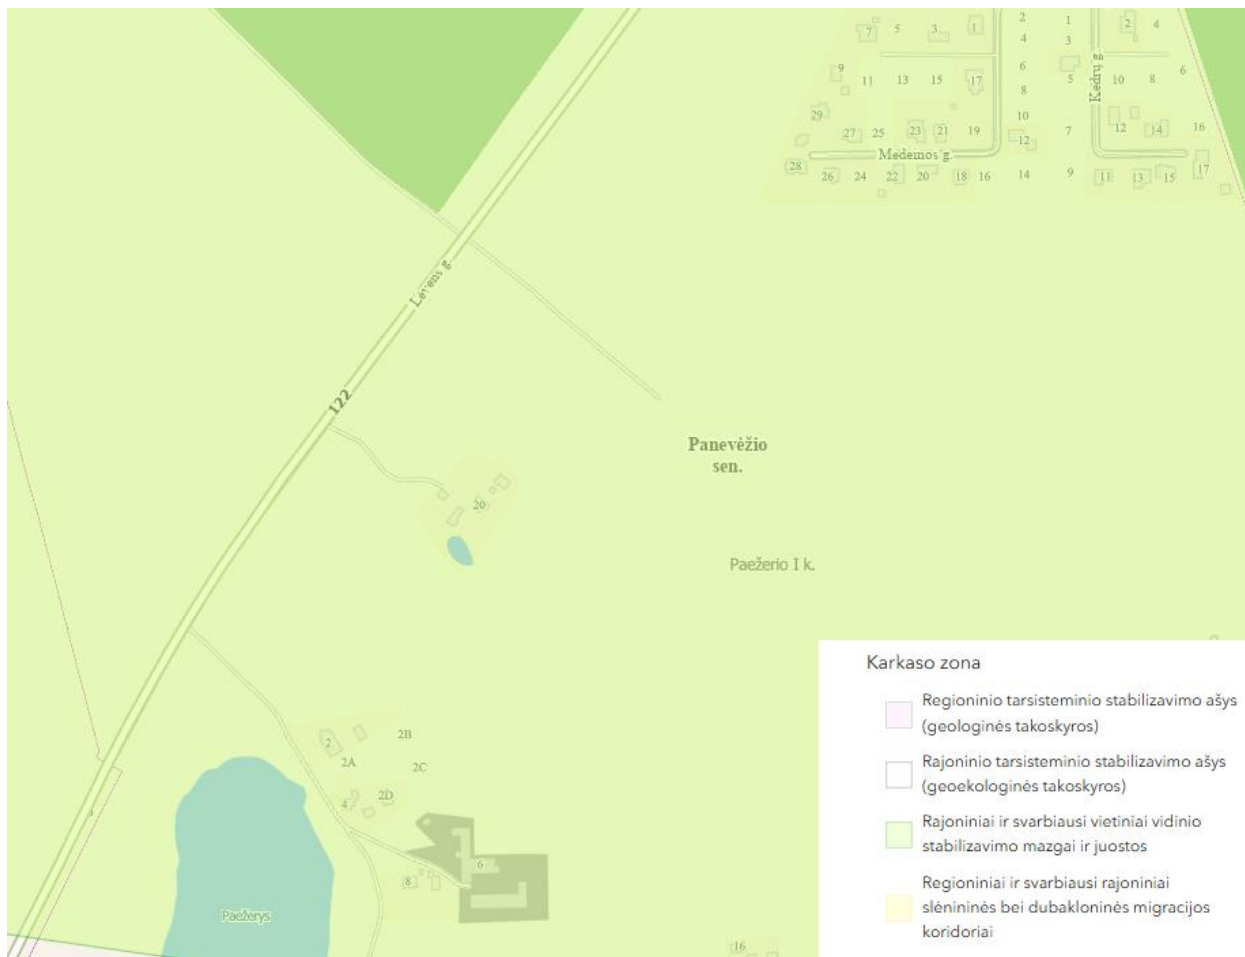 2
1
2
4
7
5
3
1
4
3
6
Kedrų g.
9
11
13
15
17
8
5
10
8
6
29
10
27
25
23
21
19
12
7
12
14
16
Medeinos g.
28
26
24
22
20
18
16
14
9
11
13
15
17
Lėvens g.
122
Panevėžio
sen.
20
Paežerio I k.
2
2B
2A
2C
4
2D
6
8
Paežerys
16
Karkaso zona
Regioninio tarsisteminio stabilizavimo ašys
(geologinės takoskyros)
Rajoninio tarsisteminio stabilizavimo ašys
(geoekologinės takoskyros)
Rajoniniai ir svarbiausi vietiniai vidinio
stabilizavimo mazgai ir juostos
Regioniniai ir svarbiausi rajoniniai
slėnininės bei dubakloninės migracijos
koridoriai